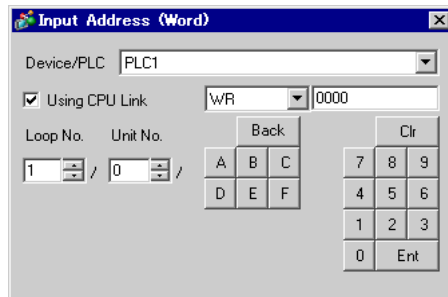 Input Address (Word)
Device/PLC PLC1
Using CPU Link WR 0000
Loop No. Unit No. Back Clr
1 / 0 / A B C 7 8 9
D E F 4 5 6
1 2 3
0 Ent